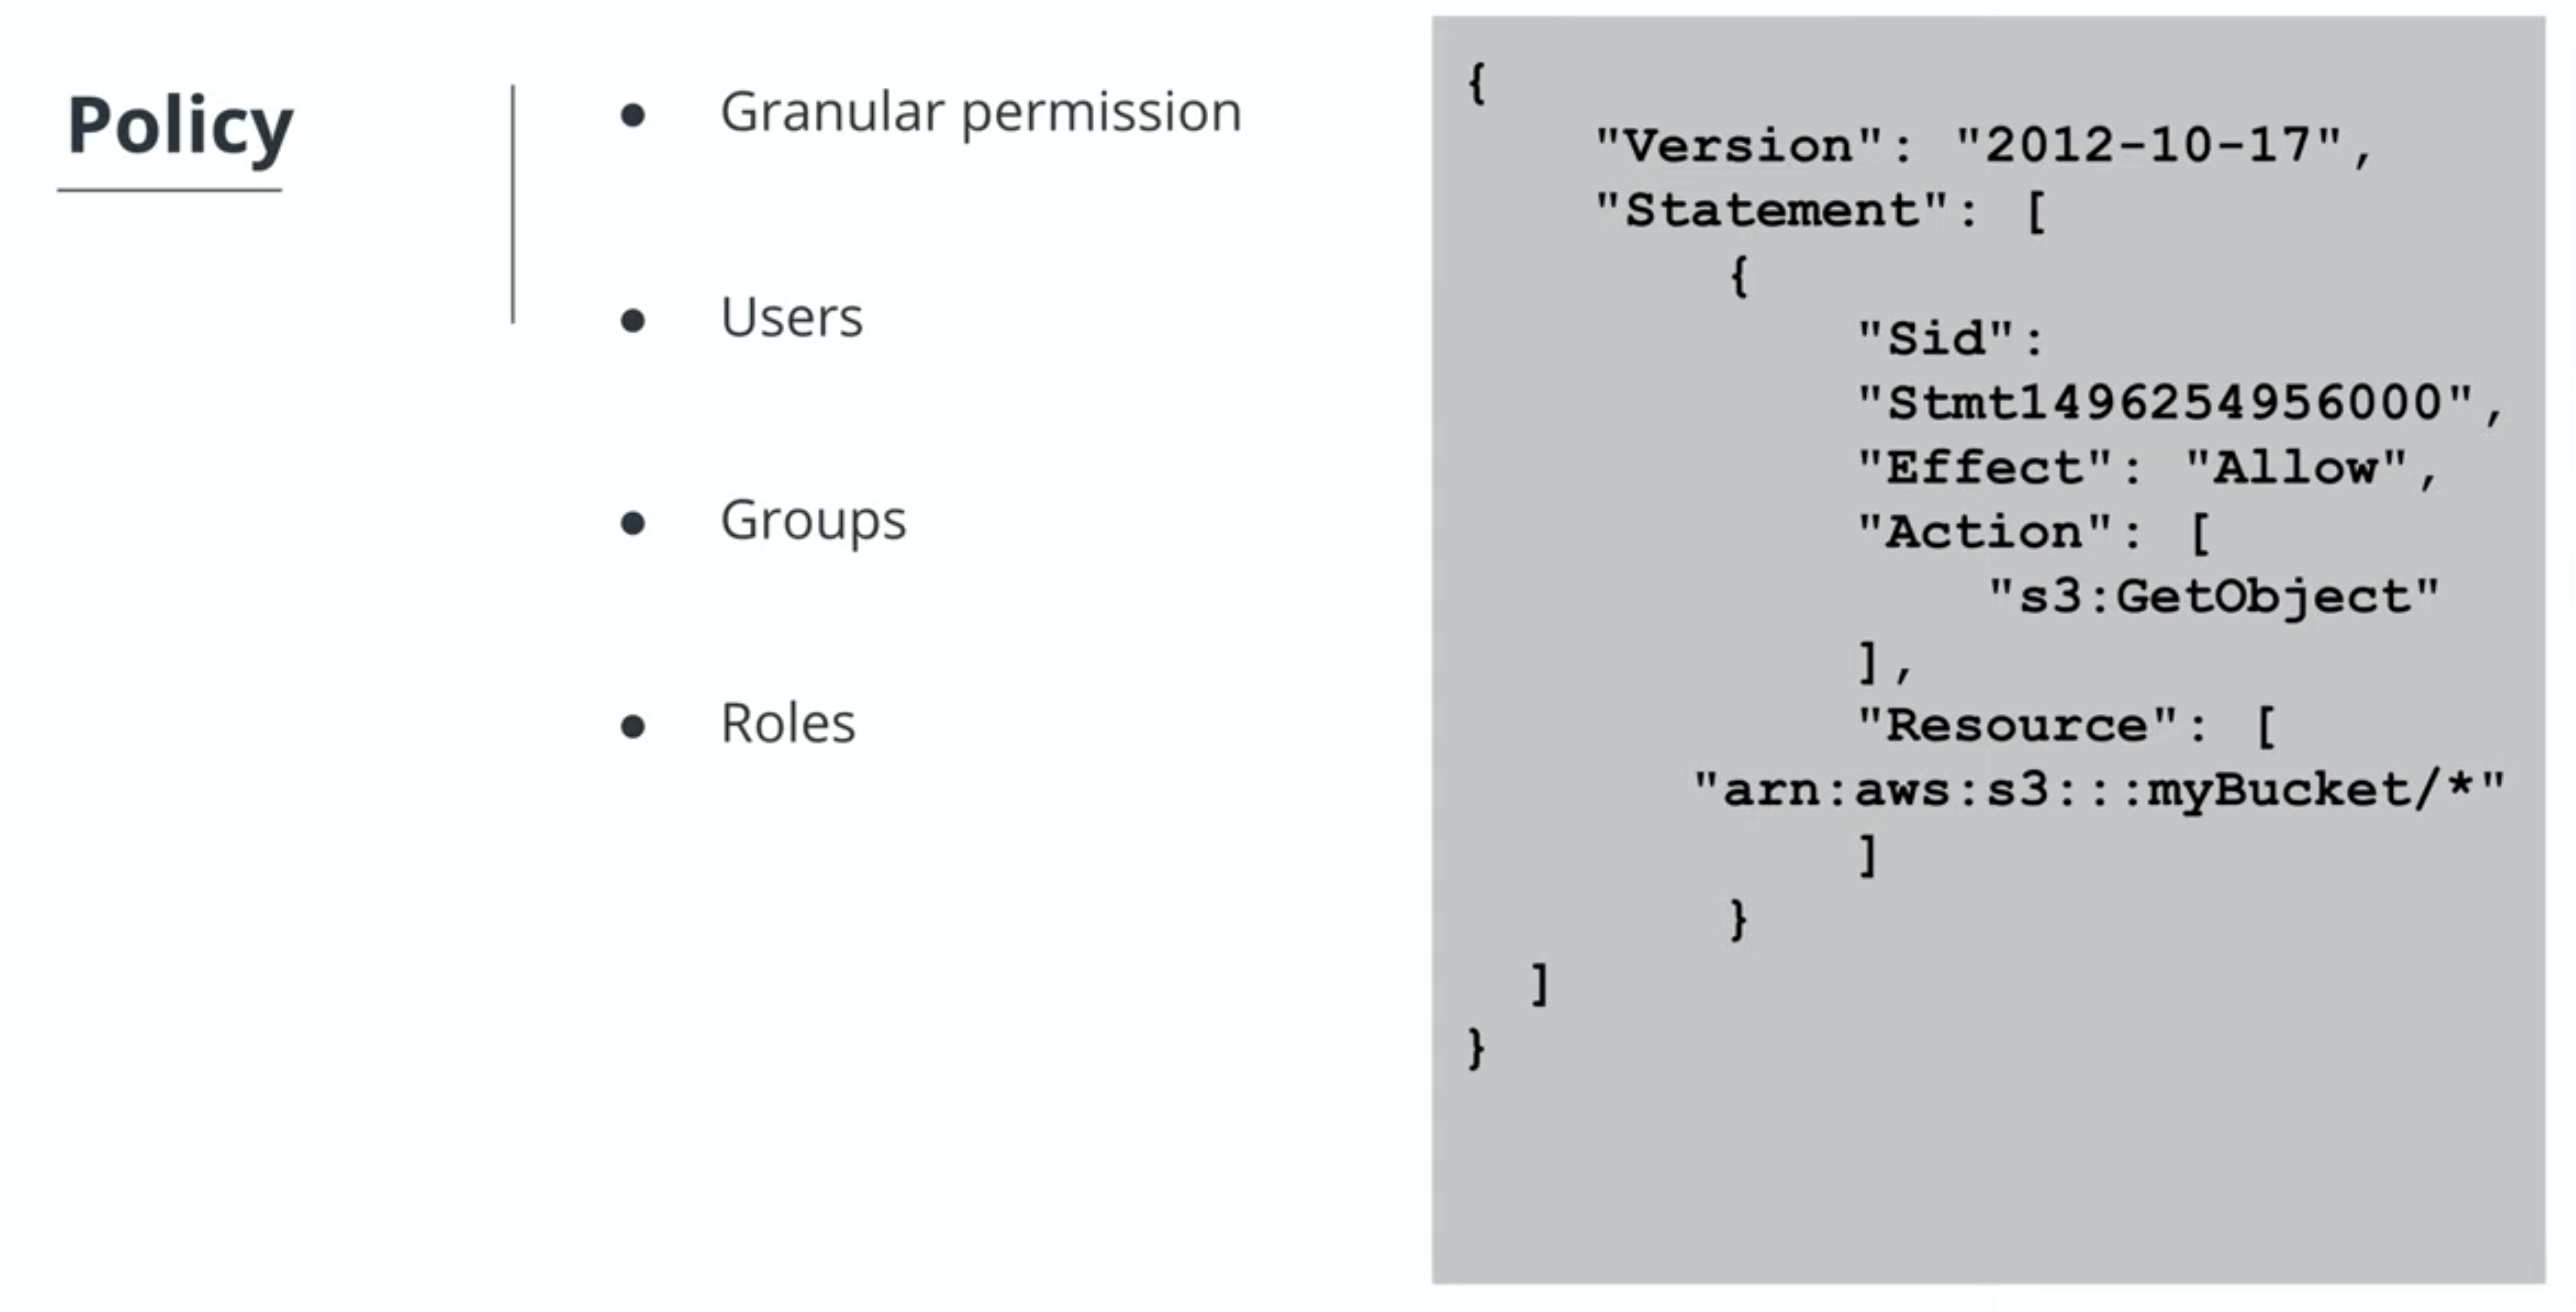 Policy
Granular permission
Users
Groups
Roles
{
"Version": "2012-10-17",
"Statement": [
{
"Sid":
"Stmt1496254956000",
"Effect": "Allow",
"Action": [
"s3:GetObject"
],
"Resource": [
"arn:aws:s3:::myBucket/*"
]
}
]
}